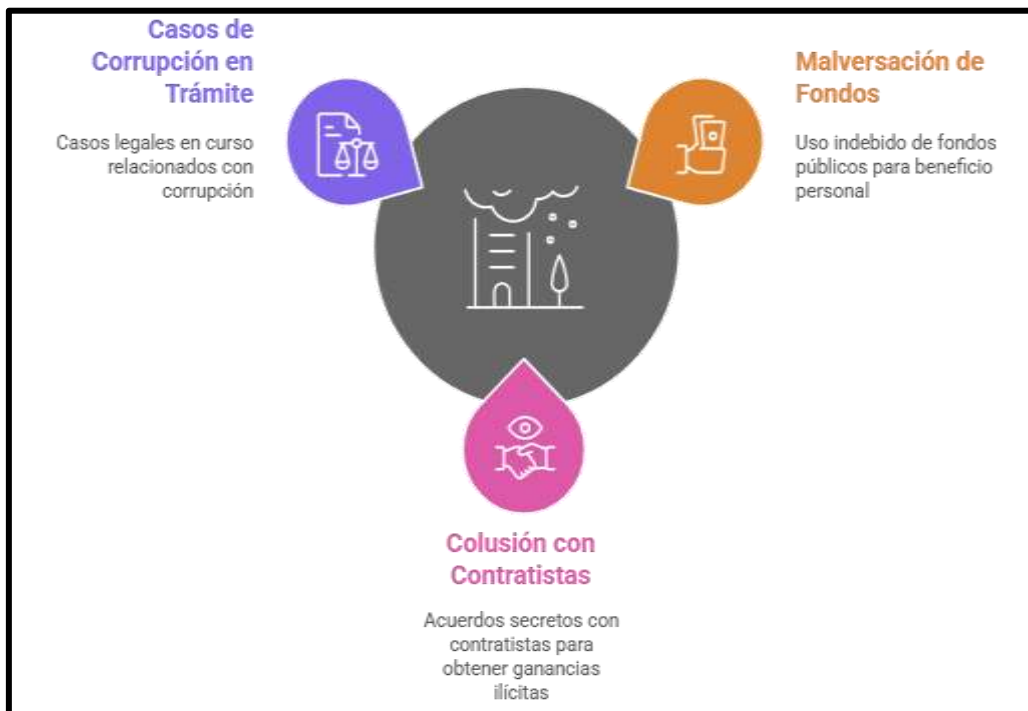 Casos de
Corrupción en
Trámite
Casos legales en curso
relacionados con
corrupción
Malversación de
Fondos
Uso indebido de fondos
públicos para beneficio
personal
Colusión con
Contratistas
Acuerdos secretos con
contratistas para
obtener ganancias
ilícitas